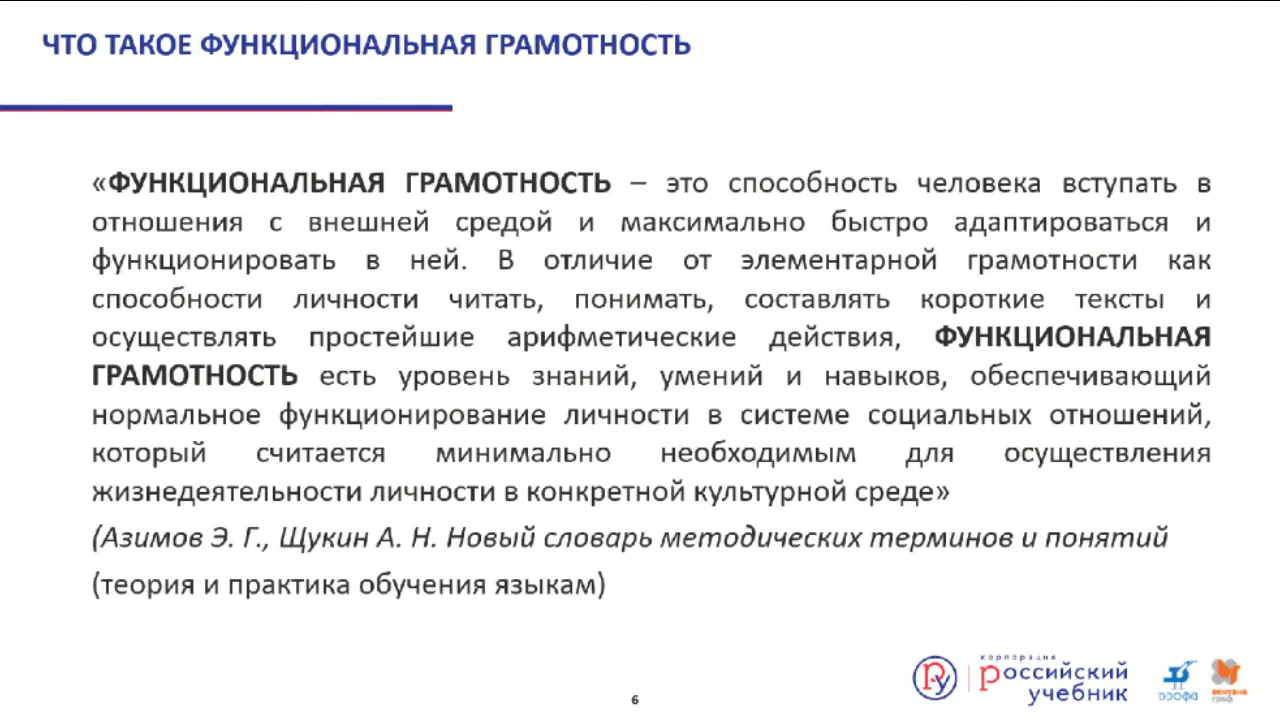 ЧТО ТАКОЕ ФУНКЦИОНАЛЬНАЯ ГРАМОТНОСТЬ
«ФУНКЦИОНАЛЬНАЯ ГРАМОТНОСТЬ – это способность человека вступать в
отношения с внешней средой и максимально быстро адаптироваться и
функционировать в ней. В отличие от элементарной грамотности как
способности личности читать, понимать, составлять короткие тексты и
осуществлять простейшие арифметические действия, ФУНКЦИОНАЛЬНАЯ
ГРАМОТНОСТЬ есть уровень знаний, умений и навыков, обеспечивающий
нормальное функционирование личности в системе социальных отношений,
который считается минимально необходимым для осуществления
жизнедеятельности личности в конкретной культурной среде»
(Азимов Э. Г., Щукин А. Н. Новый словарь методических терминов и понятий
(теория и практика обучения языкам)
корпорация
российский
учебник
дрофа
вентана
граф
6